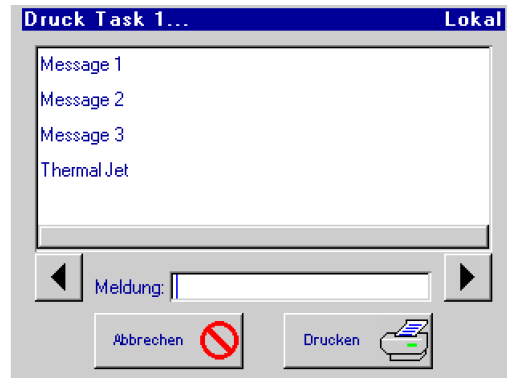 Druck Task 1... Lokal
Message 1
Message 2
Message 3
Thermal Jet
Meldung:
Abbrechen Drucken